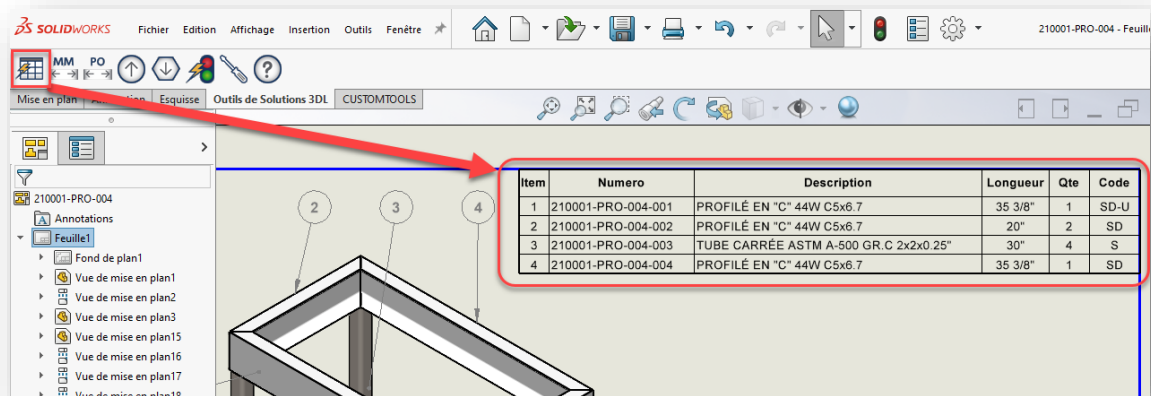 SOLIDWORKS Fichier Edition Affichage Insertion Outils Fenêtre 210001-PRO-004 - Feuille
MM PO
Mise en plan Esquisse Outils de Solutions 3DL CUSTOMTOOLS
210001-PRO-004
Annotations
Feuille1
Fond de plan1
Vue de mise en plan1
Vue de mise en plan2
Vue de mise en plan3
Vue de mise en plan15
Vue de mise en plan16
Vue de mise en plan17
Vue de mise en plan18
2 3 4
Item Numero Description Longueur Qte Code
1 210001-PRO-004-001 PROFILÉ EN "C" 44W C5x6.7 35 3/8" 1 SD-U
2 210001-PRO-004-002 PROFILÉ EN "C" 44W C5x6.7 20" 2 SD
3 210001-PRO-004-003 TUBE CARRÉE ASTM A-500 GR.C 2x2x0.25" 30" 4 S
4 210001-PRO-004-004 PROFILÉ EN "C" 44W C5x6.7 35 3/8" 1 SD